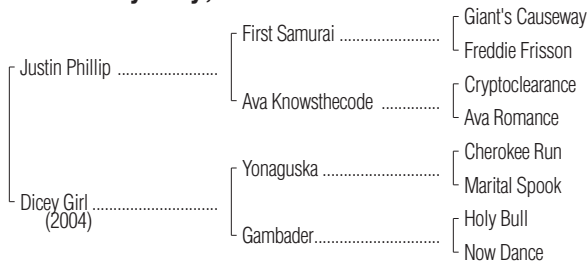 Giant's Causeway
First Samurai ........................
Freddie Frisson
Justin Phillip ........................
Cryptoclearance
Ava Knowsthecode ..............
Ava Romance
Cherokee Run
Yonaguska ............................
Marital Spook
Dicey Girl ..............................
(2004)
Holy Bull
Gambader..............................
Now Dance